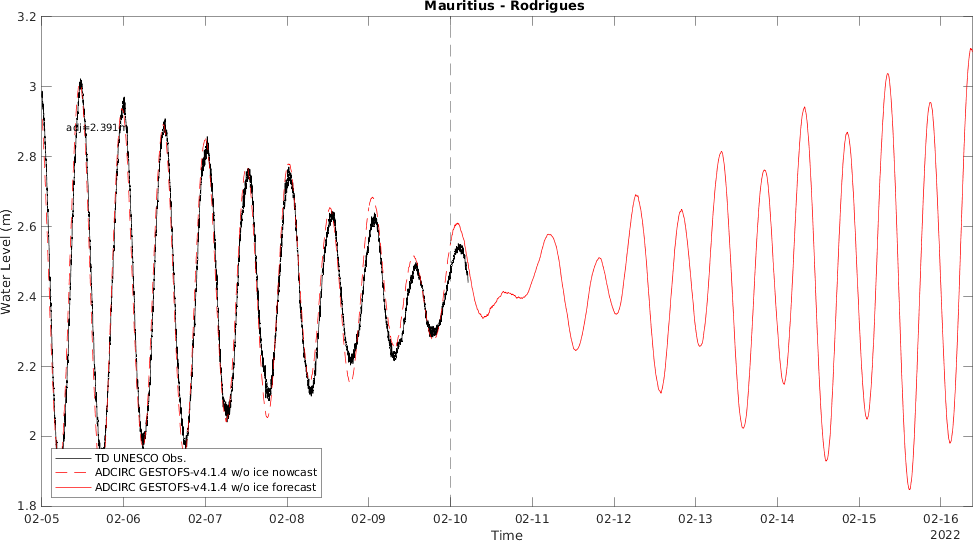 Mauritius - Rodrigues
3.2
3
2.8
2.6
2.4
2.2
2
1.8
Water Level (m)
adj=2.391m
TD UNESCO Obs.
ADCIRC GESTOFS-v4.1.4 w/o ice nowcast
ADCIRC GESTOFS-v4.1.4 w/o ice forecast
02-05 02-06 02-07 02-08 02-09 02-10 02-11 02-12 02-13 02-14 02-15 02-16
Time
2022